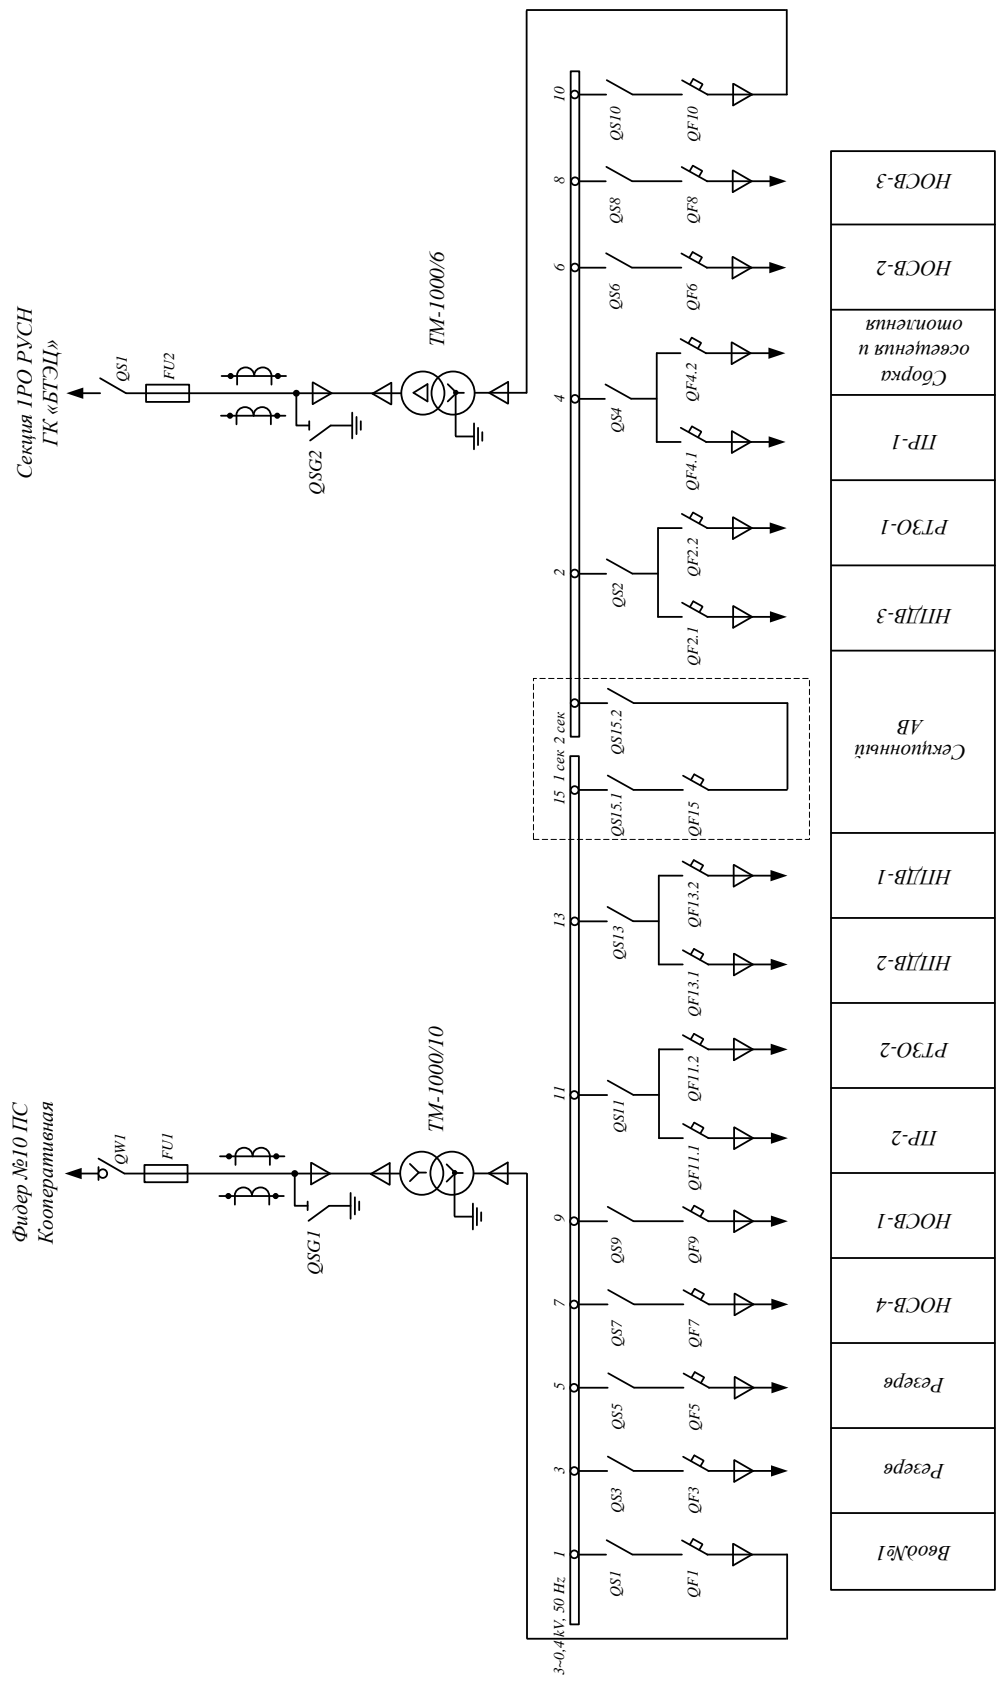 Фидер №10 ПС
Кооперативная
QW1
FU1
QSG1
ТМ-1000/10
Секция 1РО РУСН
ГК «БТЭЦ»
QS1
FU2
QSG2
ТМ-1000/6
3~0,4 kV, 50 Hz
1
3
5
7
9
11
13
15
1 сек
2 сек
2
4
6
8
10
QS1
QS3
QS5
QS7
QS9
QS11
QS13
QS15.1
QS15.2
QS2
QS4
QS6
QS8
QS10
QF1
QF3
QF5
QF7
QF9
QF11.1
QF11.2
QF13.1
QF13.2
QF15
QF2.1
QF2.2
QF4.1
QF4.2
QF6
QF8
QF10
Ввод№1
Резерв
Резерв
НОСВ-4
НОСВ-1
ПР-2
РТЗО-2
НПДВ-2
НПДВ-1
Секционный
АВ
НПДВ-3
РТЗО-1
ПР-1
Сборка
освещения и
отопления
НОСВ-2
НОСВ-3